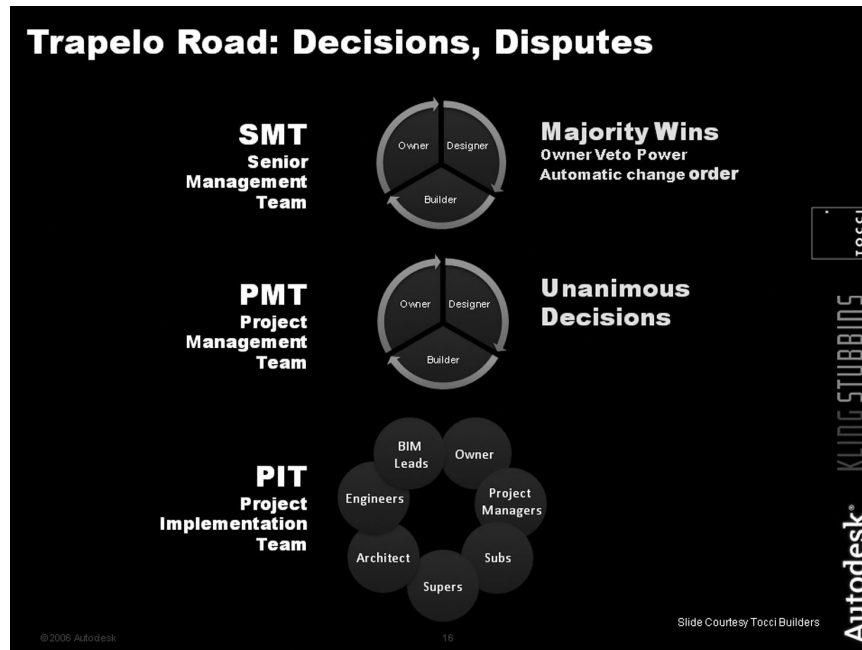 Trapelo Road: Decisions, Disputes
SMT
Senior
Management
Team
Owner
Designer
Builder
Majority Wins
Owner Veto Power
Automatic change order
PMT
Project
Management
Team
Owner
Designer
Builder
Unanimous
Decisions
PIT
Project
Implementation
Team
BIM
Leads
Owner
Engineers
Project
Managers
Architect
Subs
Supers
TOCCI
KLINGSTUBBINS
Autodesk®
Slide Courtesy Tocci Builders
©2006 Autodesk
16